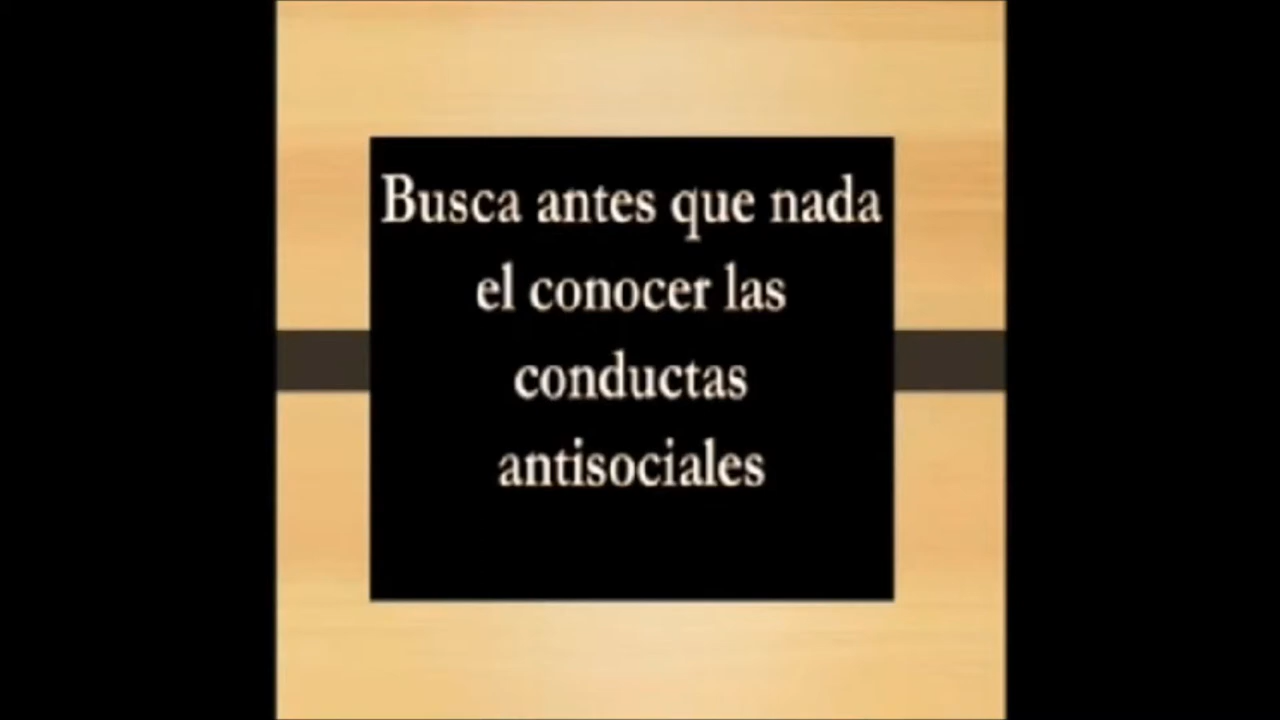 Busca antes que nada
el conocer las
conductas
antisociales